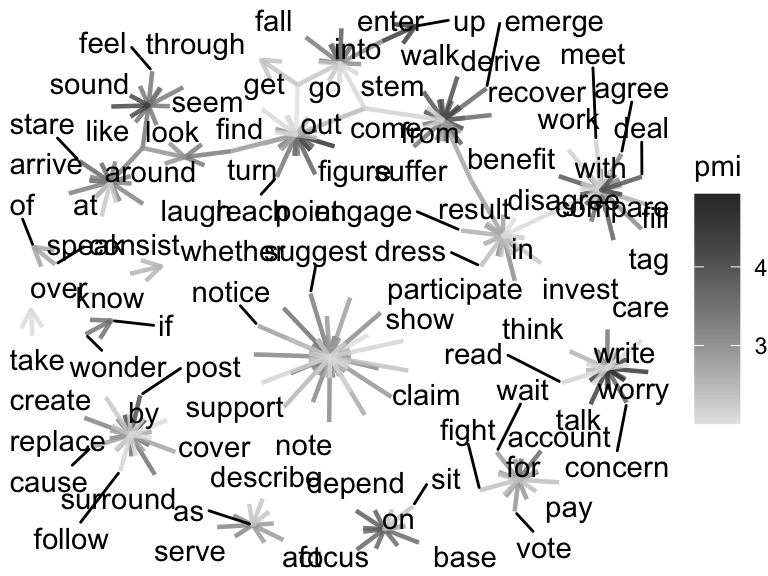 fall enter up emerge
feel through into walk derive meet
sound seem get go stem recover agree
stare like look find out come from work deal
arrive around turn figure suffer benefit with
of at laugh reach point engage result disagree compare fill
speak consist whether suggest dress in tag
over know notice participate invest care
if show think
take wonder post read write
create by support claim wait worry
replace cover note fight account talk
cause describe depend sit for concern
surround as on pay
follow serve act focus base vote
pmi
4
3